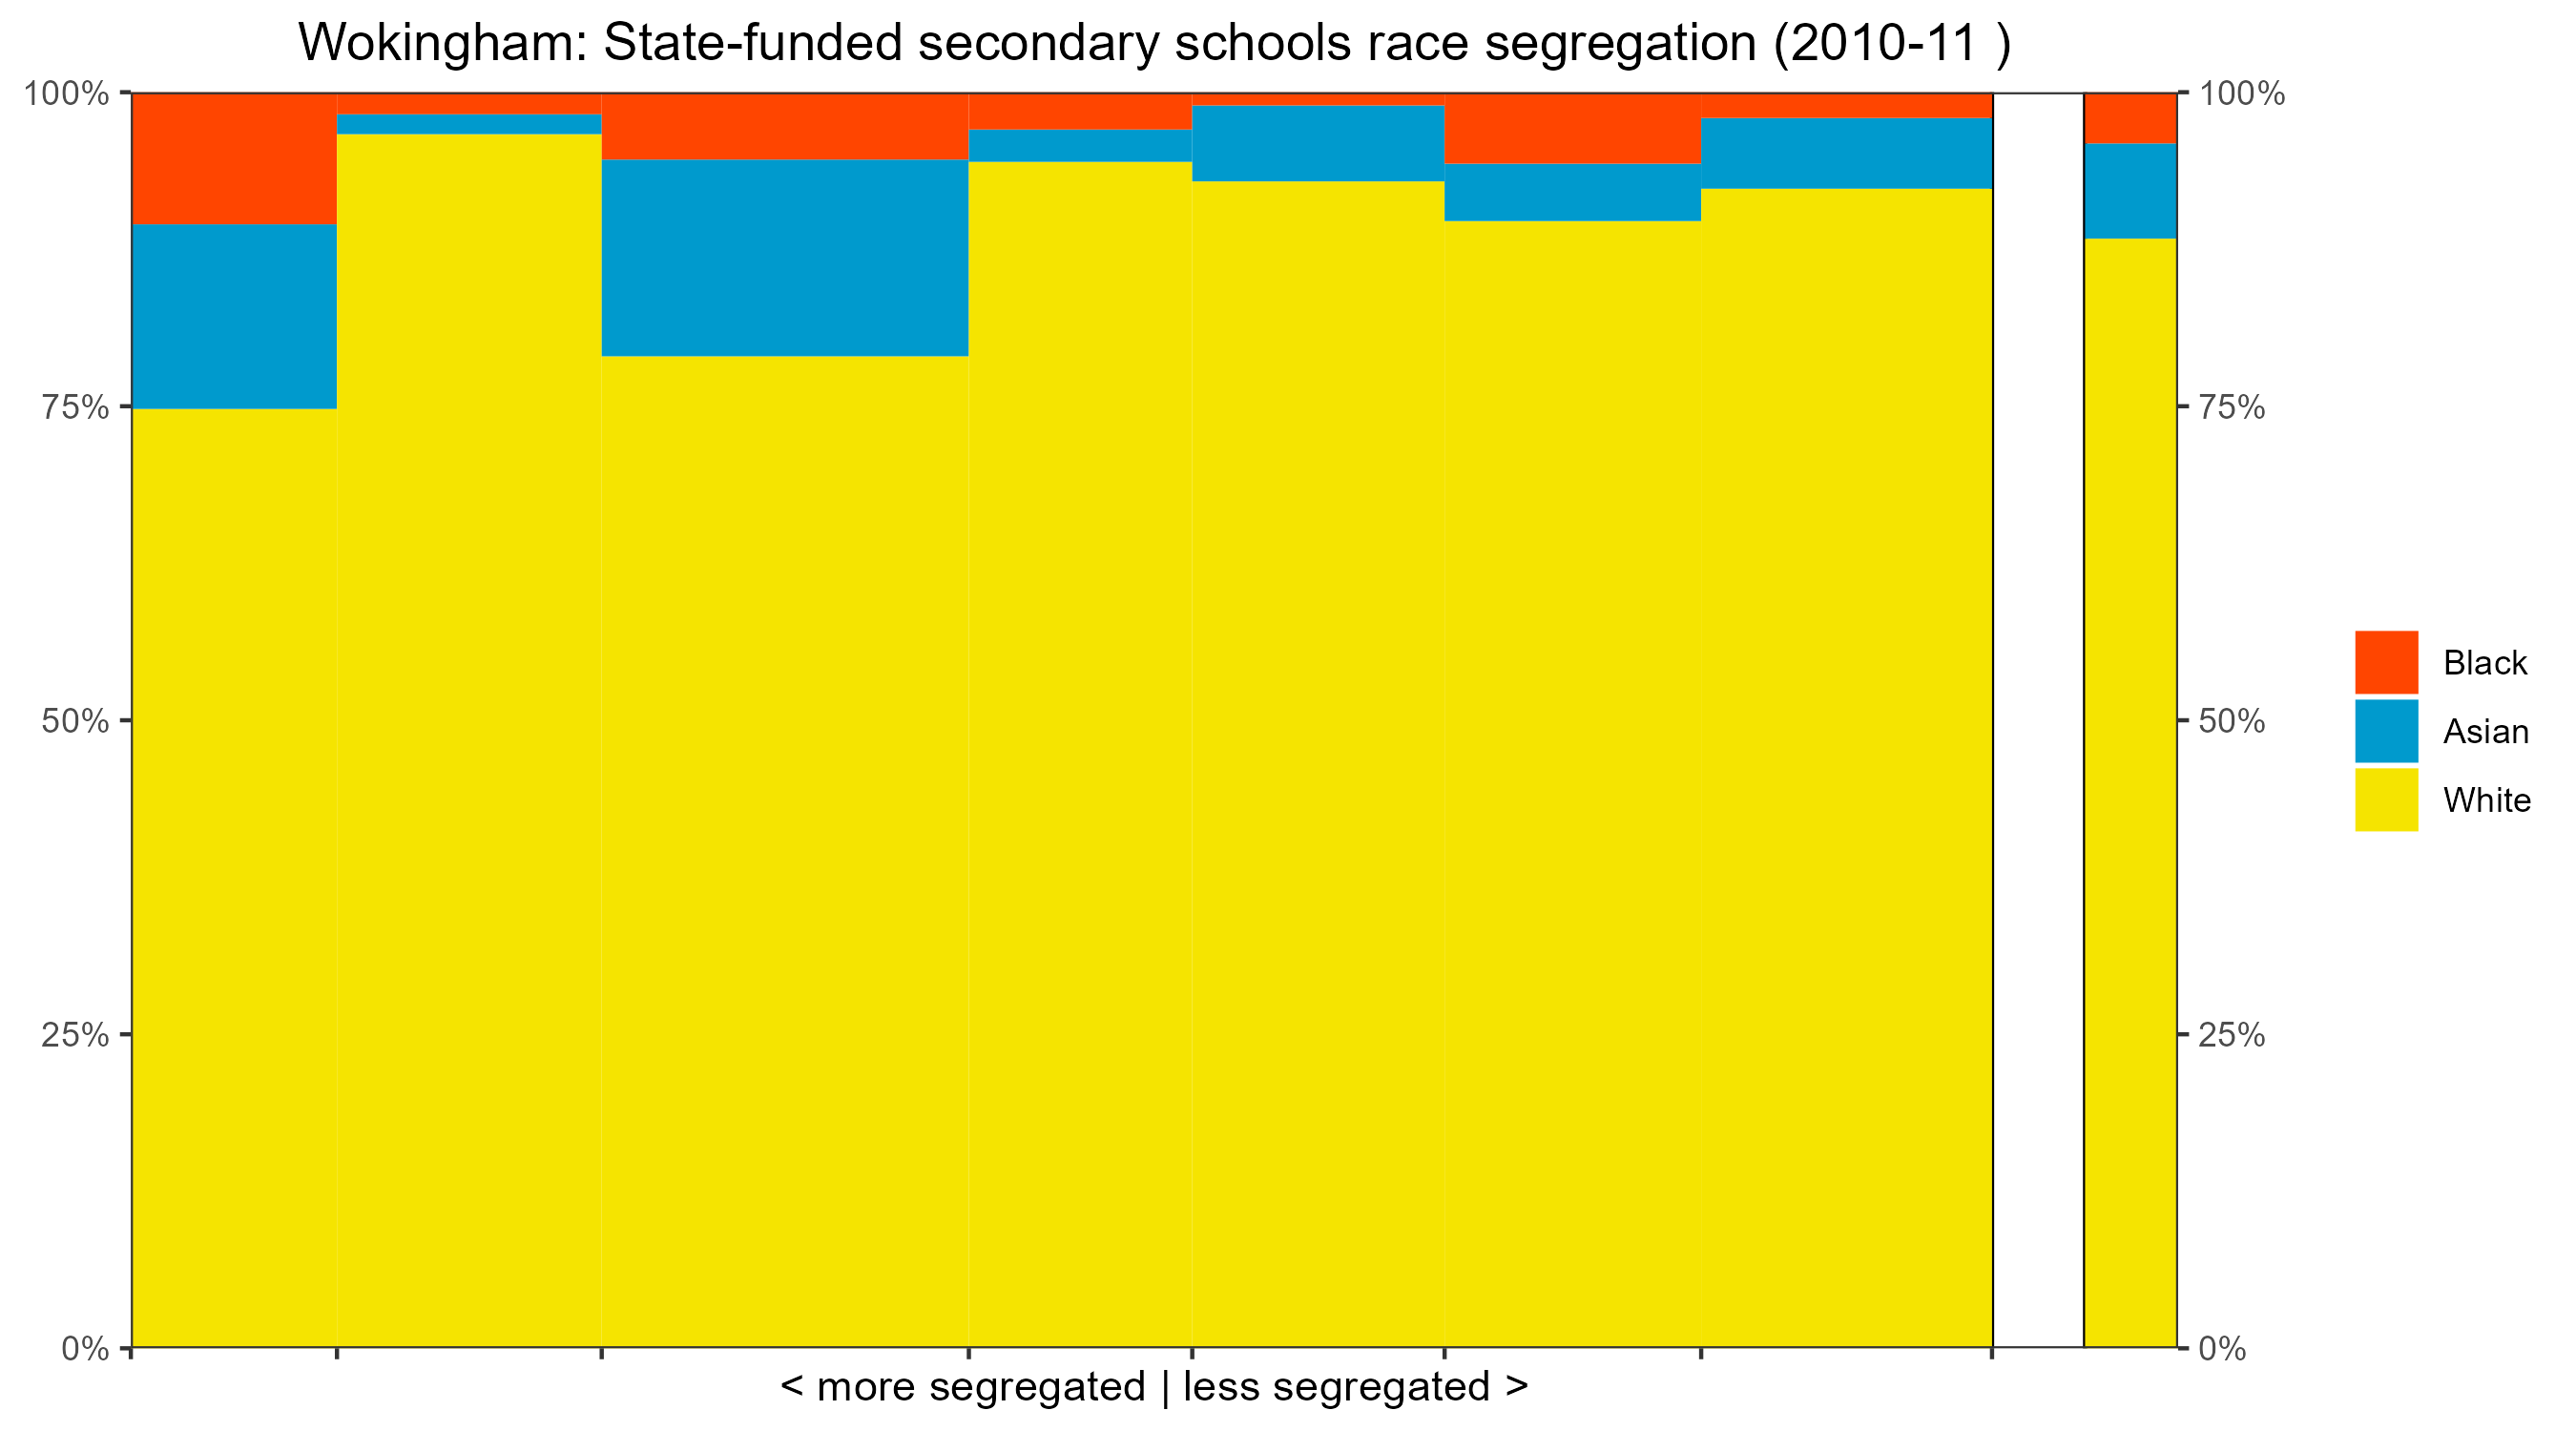 Wokingham: State-funded secondary schools race segregation (2010-11 )
100%
75%
50%
25%
0%
100%
75%
50%
25%
0%
< more segregated | less segregated >
Black
Asian
White